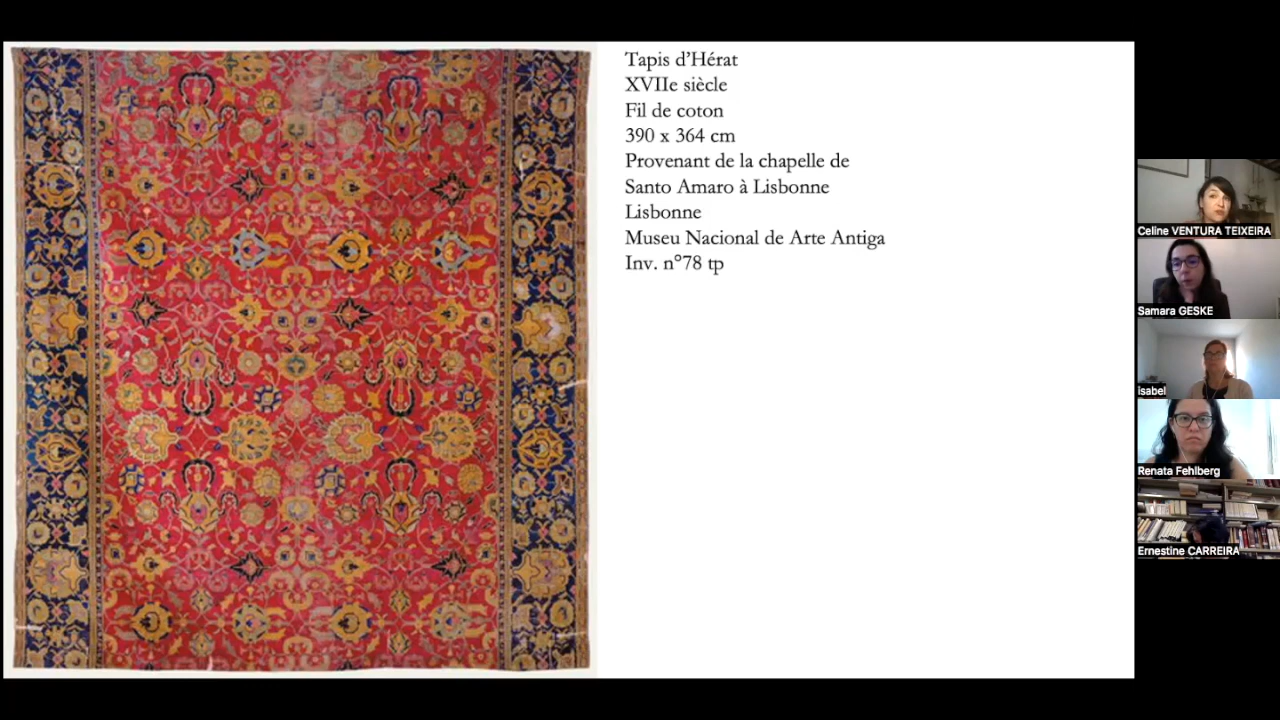 Tapis d’Hérat
XVIIe siècle
Fil de coton
390 x 364 cm
Provenant de la chapelle de
Santo Amaro à Lisbonne
Lisbonne
Museu Nacional de Arte Antiga
Inv. n°78 tp
Celine VENTURA TEIXEIRA
Samara GESKE
isabel
Renata Fehlberg
Ernestine CARREIRA